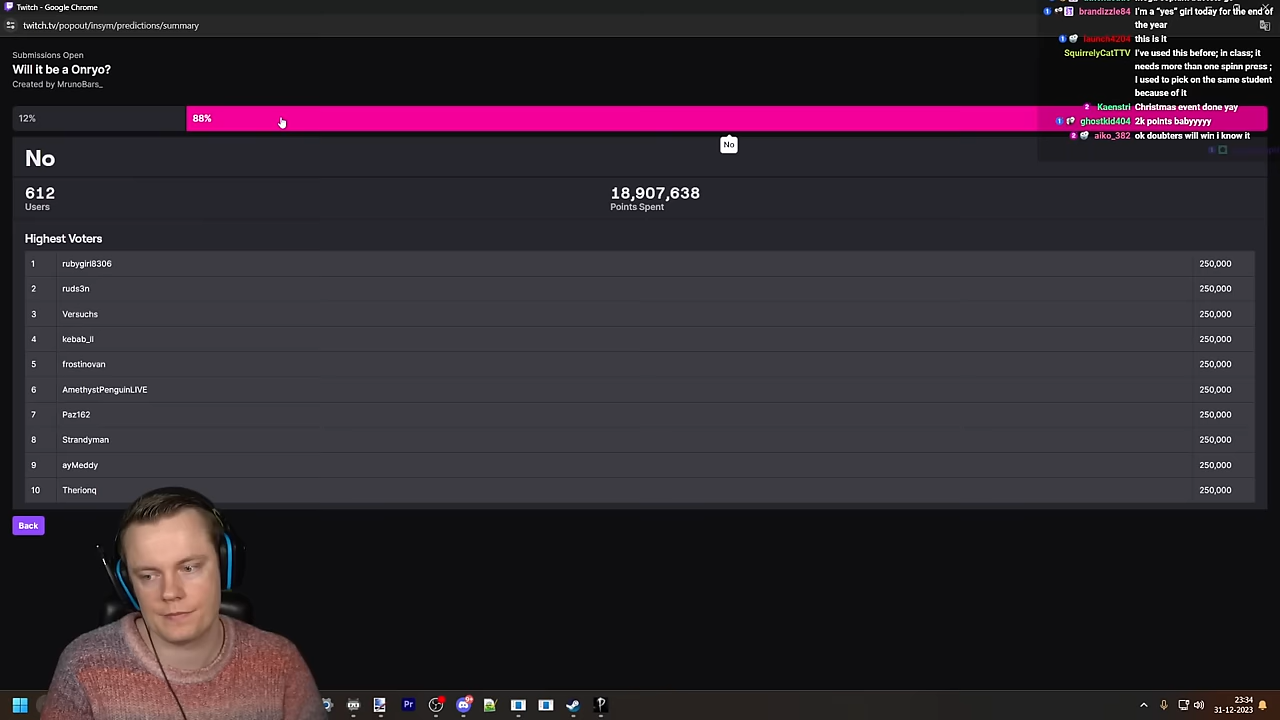 Twitch - Google Chrome
twitch.tv/popout/insym/predictions/summary
brandizzle84 I'm a "yes" girl today for the end of
the year
launch4204 this is it
SquirrelyCatTTV I've used this before; in class; it
needs more than one spinn press ;
I used to pick on the same student
because of it
Kaenstri Christmas event done yay
ghostkld404 2k points babyyyyy
aiko_382 ok doubters will win i know it
Submissions Open
Will it be a Onryo?
Created by MrunoBars_
12%
88%
No
No
612
Users
18,907,638
Points Spent
Highest Voters
1 rubygirl8306 250,000
2 ruds3n 250,000
3 Versuchs 250,000
4 kebab_il 250,000
5 frostinovan 250,000
6 AmethystPenguinLIVE 250,000
7 Paz162 250,000
8 Strandyman 250,000
9 ayMeddy 250,000
10 Therionq 250,000
Back
Pr
23:34
31-12-2023